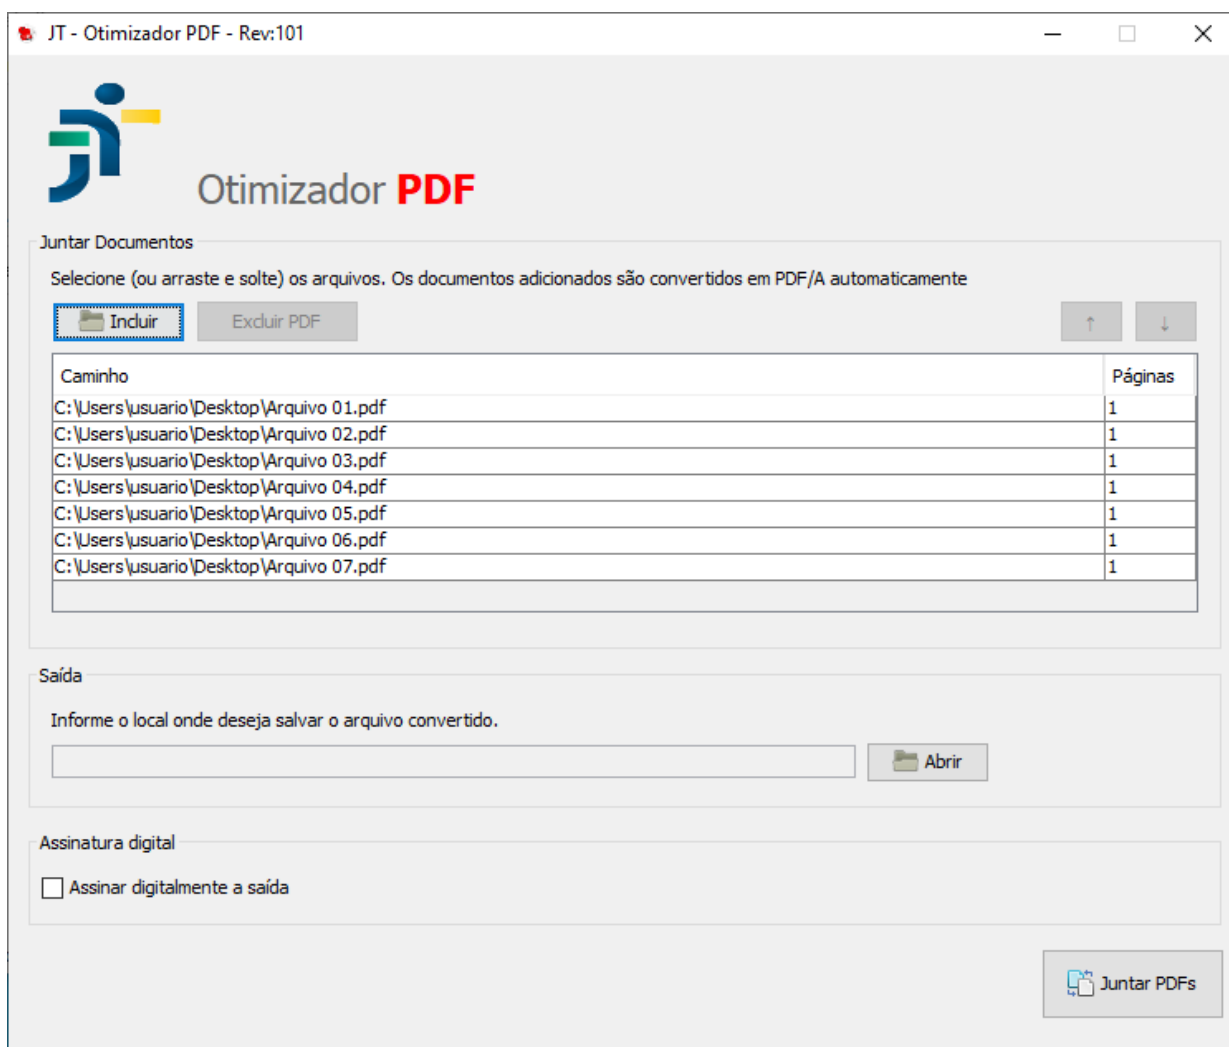 JT - Otimizador PDF - Rev:101
Otimizador PDF
Juntar Documentos
Selecione (ou arraste e solte) os arquivos. Os documentos adicionados são convertidos em PDF/A automaticamente
Incluir Excluir PDF ↑ ↓
Caminho Páginas
C:\Users\usuario\Desktop\Arquivo 01.pdf 1
C:\Users\usuario\Desktop\Arquivo 02.pdf 1
C:\Users\usuario\Desktop\Arquivo 03.pdf 1
C:\Users\usuario\Desktop\Arquivo 04.pdf 1
C:\Users\usuario\Desktop\Arquivo 05.pdf 1
C:\Users\usuario\Desktop\Arquivo 06.pdf 1
C:\Users\usuario\Desktop\Arquivo 07.pdf 1
Saída
Informe o local onde deseja salvar o arquivo convertido.
Abrir
Assinatura digital
Assinar digitalmente a saída
Juntar PDFs